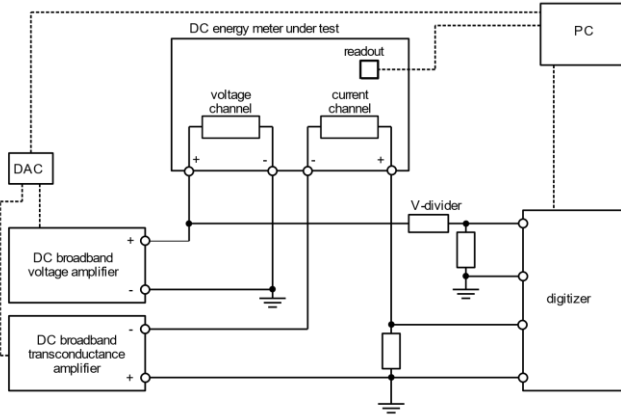 DC energy meter under test
PC
readout
voltage
channel
current
channel
+
-
-
+
DAC
V-divider
+
DC broadband
voltage amplifier
-
digitizer
-
DC broadband
transconductance
amplifier
+